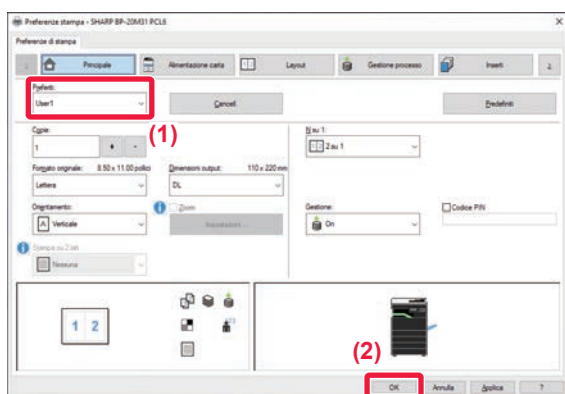 Preferenze stampa - SHARP BP-20M31 PCL6
Preferenze di stampa
Principale Alimentazione carta Layout Gestione processo Inserti
Preferiti:
User1 Cancel Predefiniti
(1)
Copie: N su 1:
1 + - 2 su 1
Formato originale: 8.50 x 11.00 pollici Dimensioni output: 110 x 220 mm
Lettera DL
Orientamento: Zoom Gestione: Codice PIN
A Verticale Impostazioni... On
Stampa su 2 lati
Nessuna
1 2
(2)
OK Annulla Applica ?